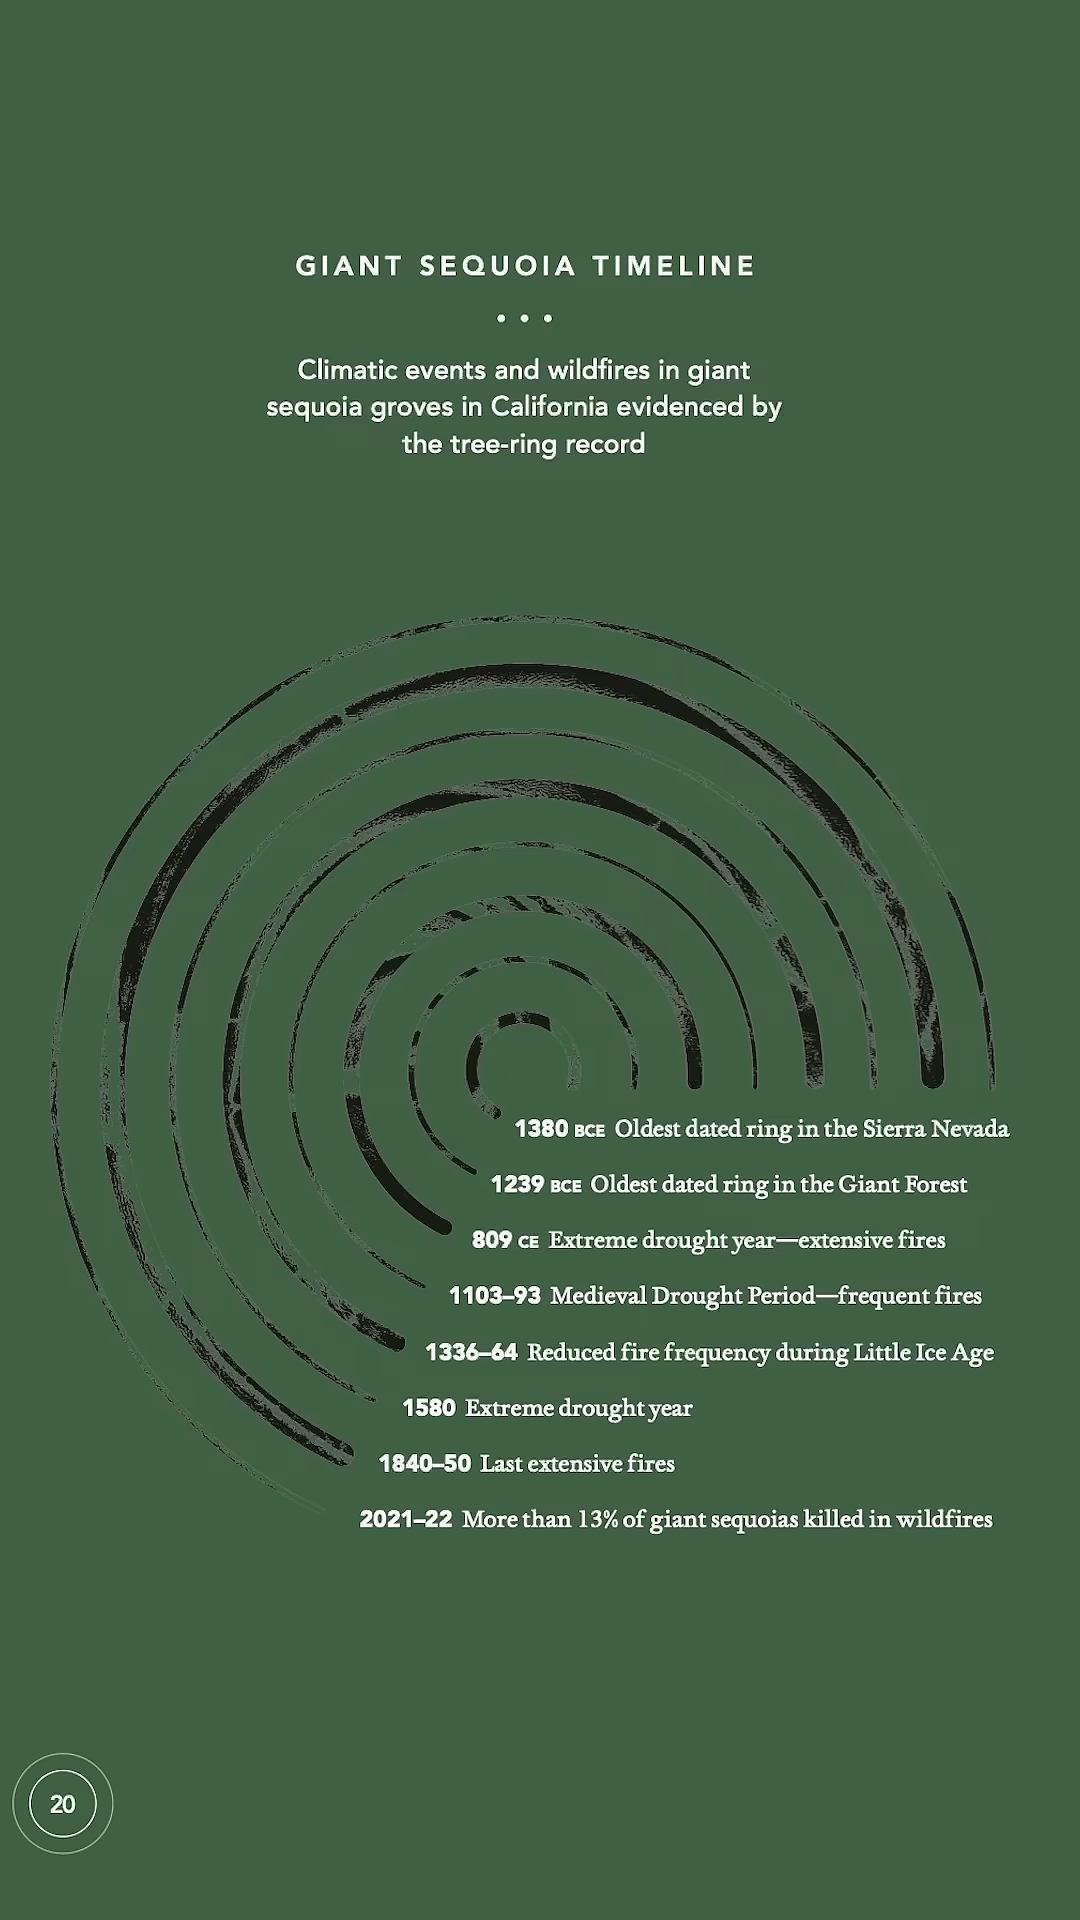 GIANT SEQUOIA TIMELINE
• • •
Climatic events and wildfires in giant
sequoia groves in California evidenced by
the tree-ring record
1380 BCE Oldest dated ring in the Sierra Nevada
1239 BCE Oldest dated ring in the Giant Forest
809 CE Extreme drought year—extensive fires
1103–93 Medieval Drought Period—frequent fires
1336–64 Reduced fire frequency during Little Ice Age
1580 Extreme drought year
1840–50 Last extensive fires
2021–22 More than 13% of giant sequoias killed in wildfires
20